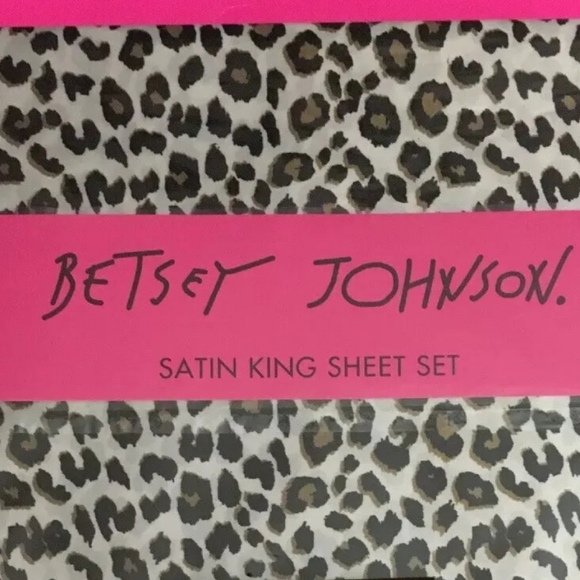 BETSEY JOHNSON.
SATIN KING SHEET SET